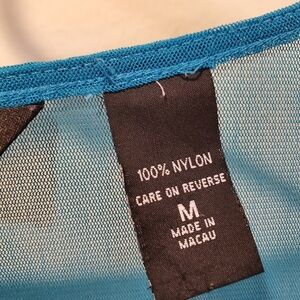 100% NYLON
CARE ON REVERSE
M
MADE IN
MACAU